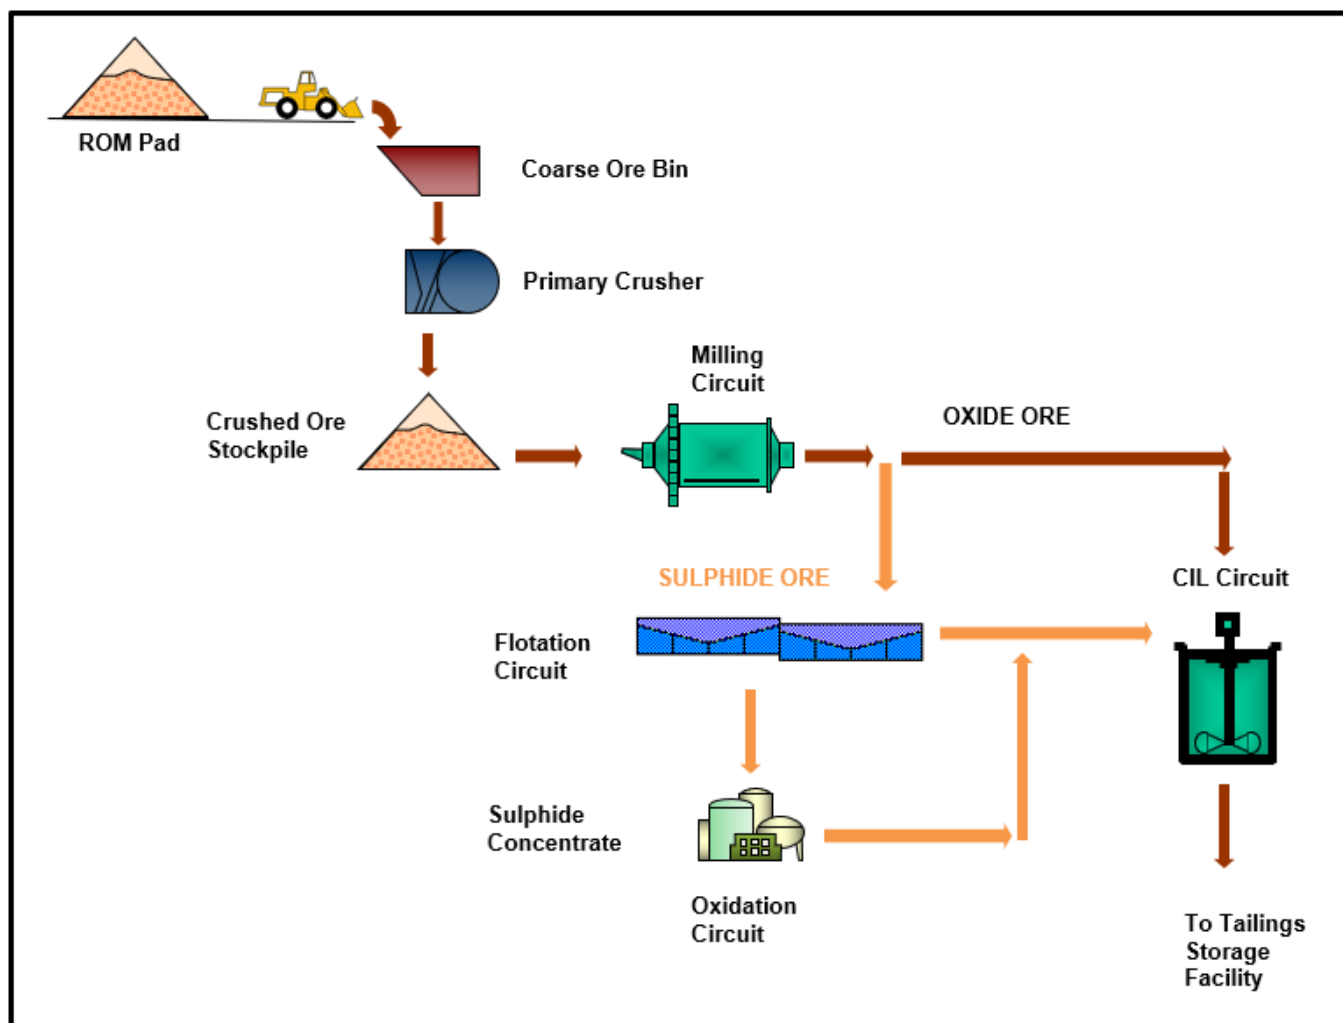 ROM Pad
Coarse Ore Bin
Primary Crusher
Milling
Circuit
Crushed Ore
Stockpile
OXIDE ORE
SULPHIDE ORE
CIL Circuit
Flotation
Circuit
Sulphide
Concentrate
Oxidation
Circuit
To Tailings
Storage
Facility